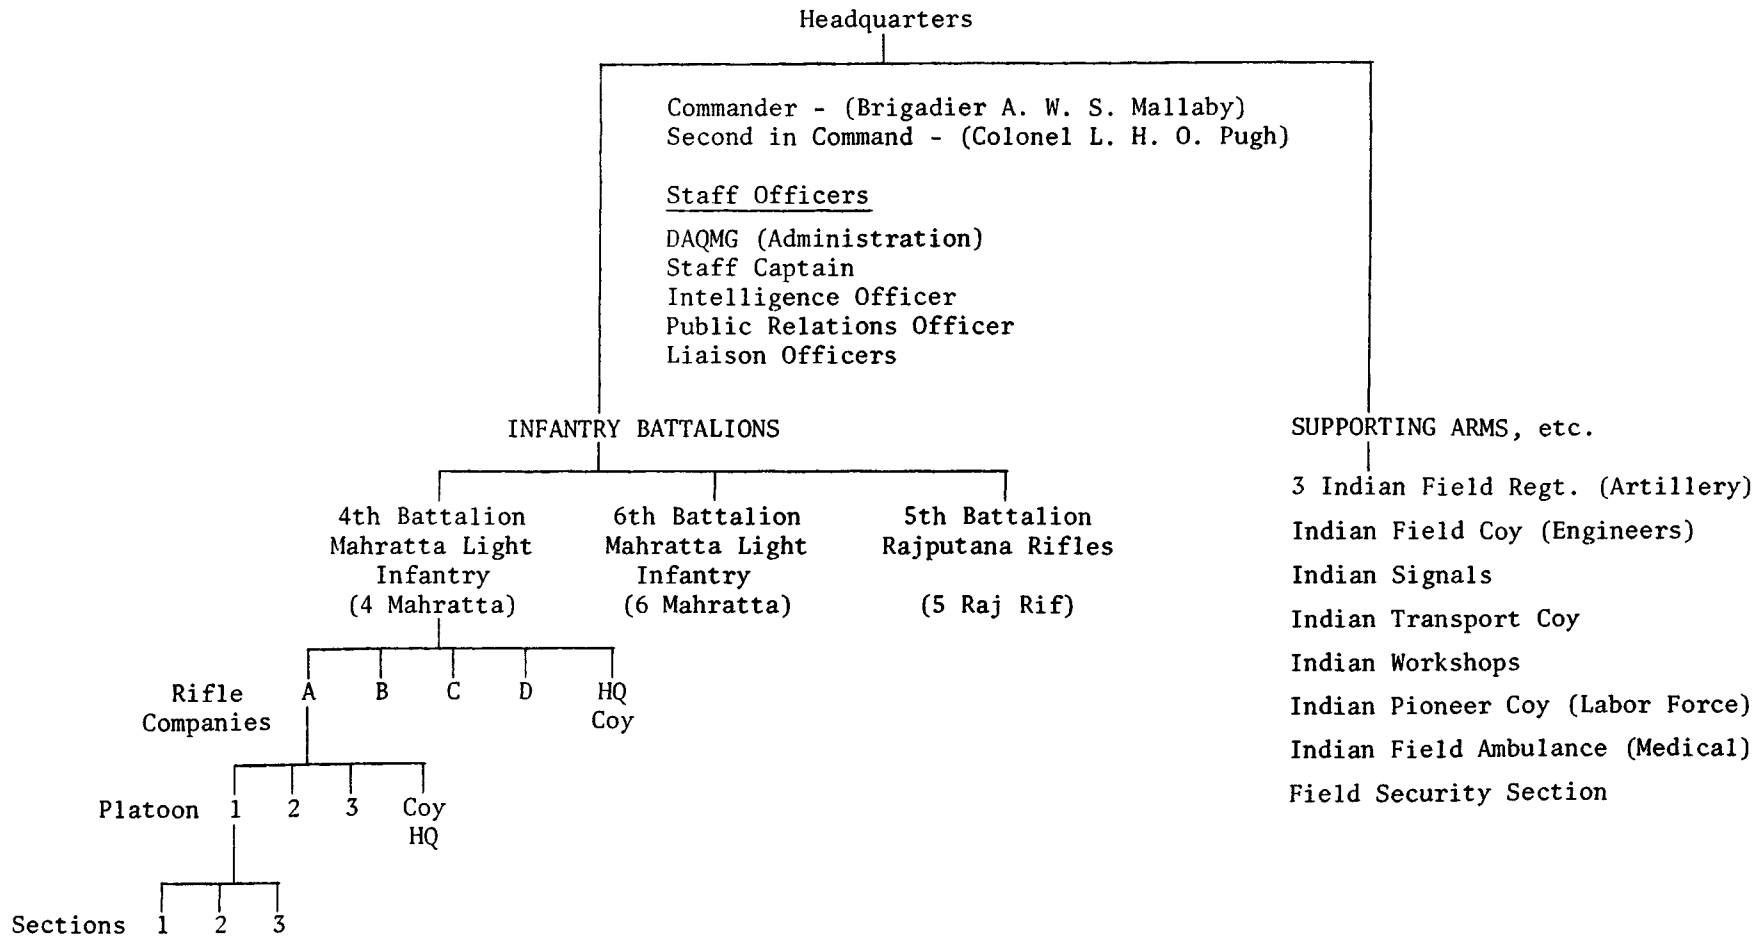 Headquarters
Commander - (Brigadier A. W. S. Mallaby)
Second in Command - (Colonel L. H. O. Pugh)
Staff Officers
DAQMG (Administration)
Staff Captain
Intelligence Officer
Public Relations Officer
Liaison Officers
INFANTRY BATTALIONS
4th Battalion
Mahratta Light
Infantry
(4 Mahratta)
6th Battalion
Mahratta Light
Infantry
(6 Mahratta)
5th Battalion
Rajputana Rifles
(5 Raj Rif)
Rifle
Companies
A B C D HQ
Coy
Platoon 1 2 3 Coy
HQ
Sections 1 2 3
SUPPORTING ARMS, etc.
3 Indian Field Regt. (Artillery)
Indian Field Coy (Engineers)
Indian Signals
Indian Transport Coy
Indian Workshops
Indian Pioneer Coy (Labor Force)
Indian Field Ambulance (Medical)
Field Security Section